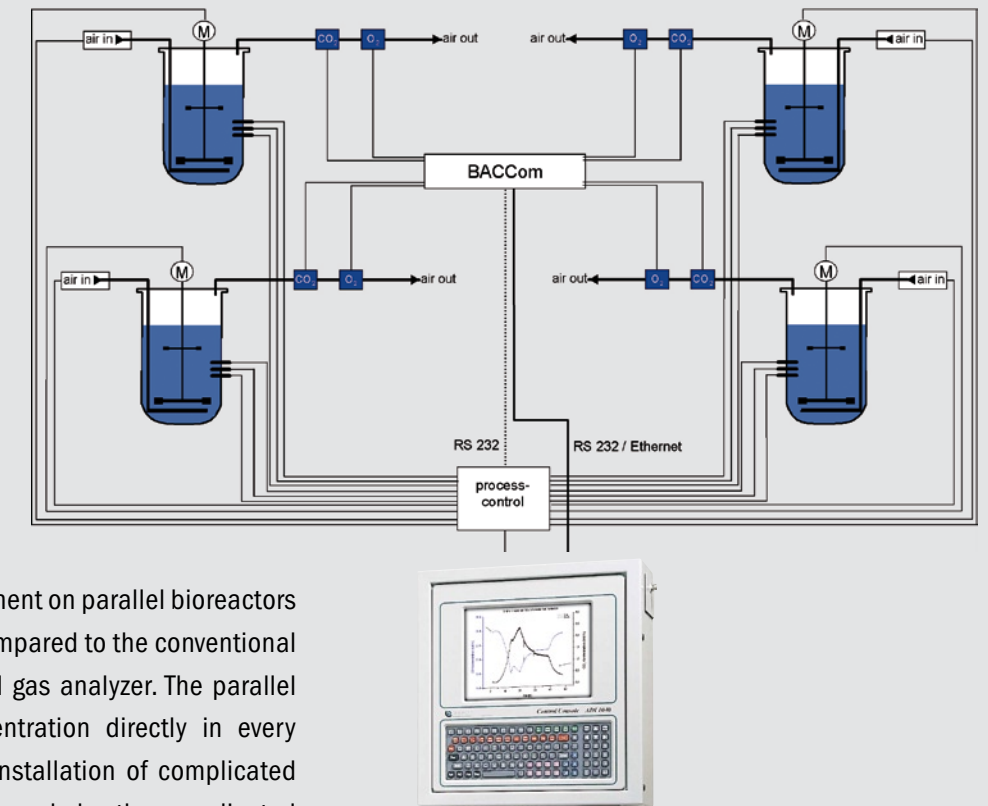 M
M
air in
CO2
O2
air out
air out
O2
CO2
air in
BACCom
M
M
air in
CO2
O2
air out
air out
O2
CO2
air in
RS 232
RS 232 / Ethernet
process-
control
ment on parallel bioreactors
mpared to the conventional
l gas analyzer. The parallel
entration directly in every
nstallation of complicated
Control Console